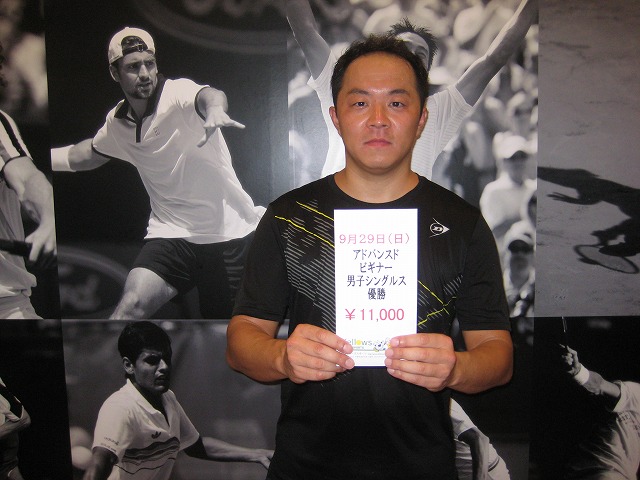 9月29日(日)
アドバンスド
ビギナー
男子シングルス
優勝
￥11,000
ellows